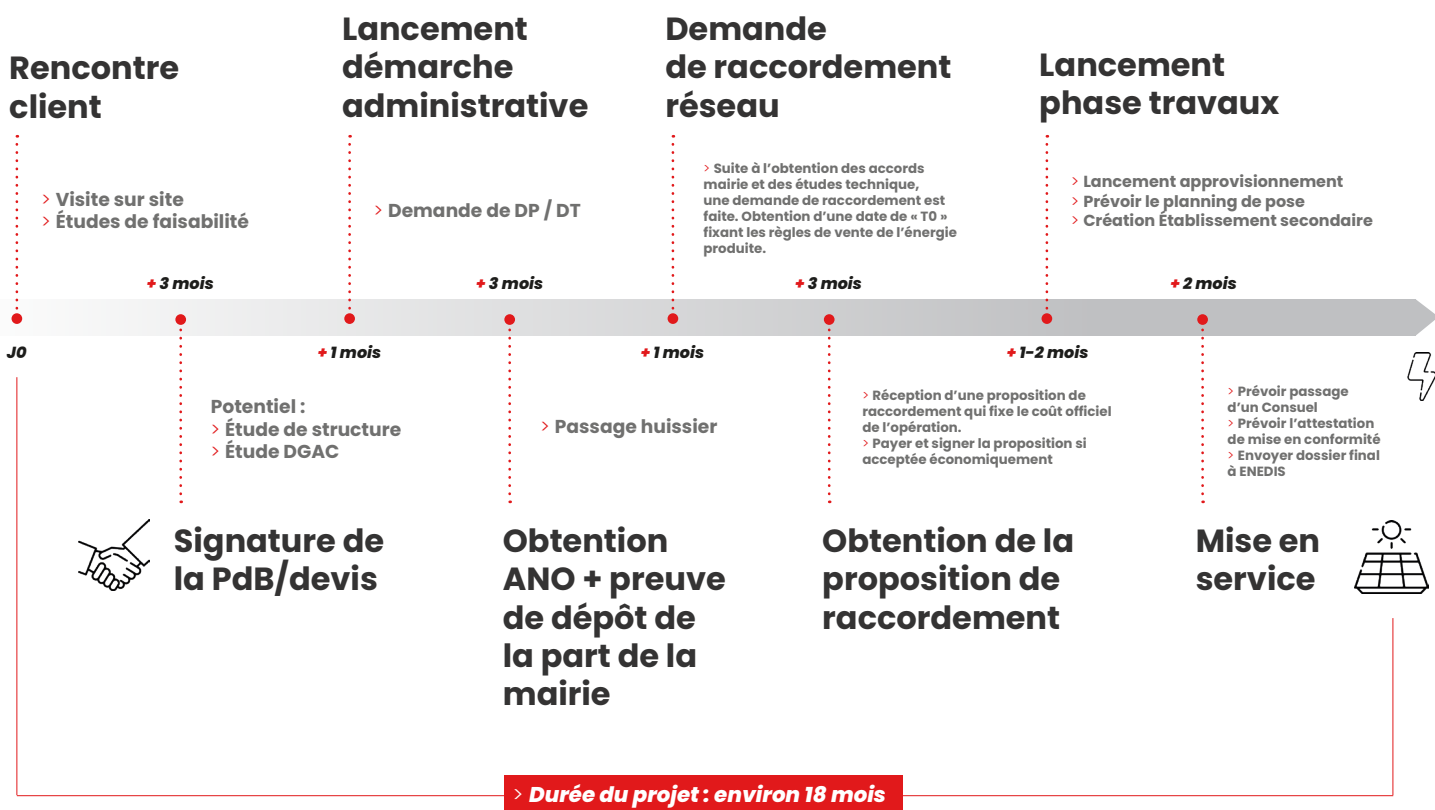 Rencontre
client
Lancement
démarche
administrative
Demande
de raccordement
réseau
Lancement
phase travaux
> Visite sur site
> Études de faisabilité
> Demande de DP / DT
> Suite à l’obtention des accords
mairie et des études technique,
une demande de raccordement est
faite. Obtention d’une date de « T0 »
fixant les règles de vente de l’énergie
produite.
> Lancement approvisionnement
> Prévoir le planning de pose
> Création Établissement secondaire
+ 3 mois
+ 3 mois
+ 3 mois
+ 2 mois
J0
+ 1 mois
+ 1 mois
+ 1-2 mois
Potentiel :
> Étude de structure
> Étude DGAC
> Passage huissier
> Réception d’une proposition de
raccordement qui fixe le coût officiel
de l’opération.
> Payer et signer la proposition si
acceptée économiquement
> Prévoir passage
d’un Consuel
> Prévoir l’attestation
de mise en conformité
> Envoyer dossier final
à ENEDIS
Signature de
la PdB/devis
Obtention
ANO + preuve
de dépôt de
la part de la
mairie
Obtention de la
proposition de
raccordement
Mise en
service
> Durée du projet : environ 18 mois